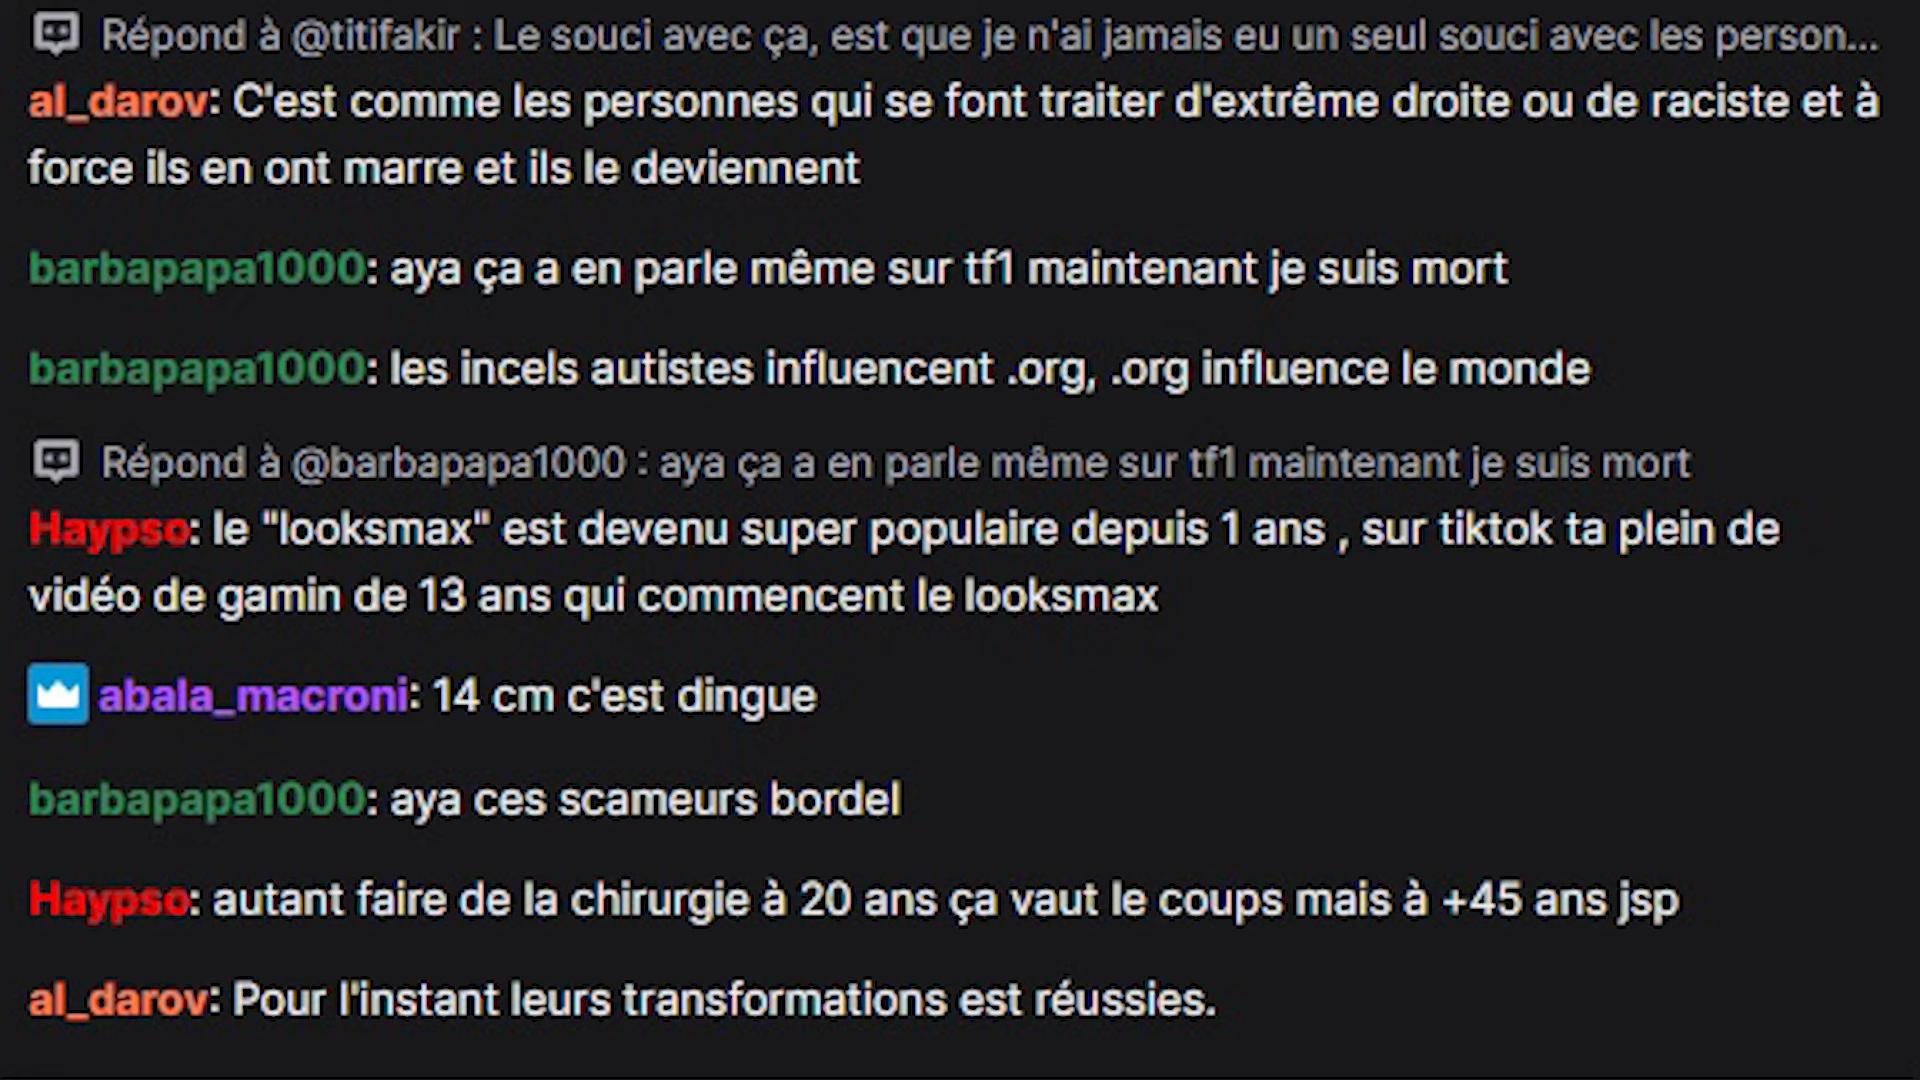 Répond à @titifakir : Le souci avec ça, est que je n'ai jamais eu un seul souci avec les person...
al_darov: C'est comme les personnes qui se font traiter d'extrême droite ou de raciste et à
force ils en ont marre et ils le deviennent
barbapapa1000: aya ça a en parle même sur tf1 maintenant je suis mort
barbapapa1000: les incels autistes influencent .org, .org influence le monde
Répond à @barbapapa1000 : aya ça a en parle même sur tf1 maintenant je suis mort
Haypso: le "looksmax" est devenu super populaire depuis 1 ans , sur tiktok ta plein de
vidéo de gamin de 13 ans qui commencent le looksmax
abala_macroni: 14 cm c'est dingue
barbapapa1000: aya ces scameurs bordel
Haypso: autant faire de la chirurgie à 20 ans ça vaut le coups mais à +45 ans jsp
al_darov: Pour l'instant leurs transformations est réussies.